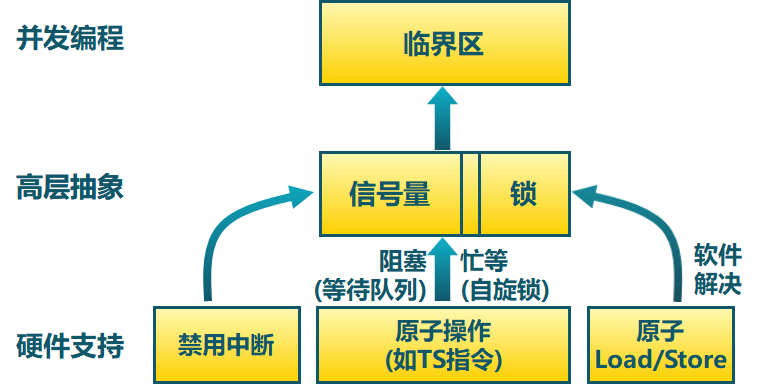 并发编程
临界区
高层抽象
信号量
锁
阻塞
(等待队列)
忙等
(自旋锁)
软件
解决
硬件支持
禁用中断
原子操作
(如TS指令)
原子
Load/Store